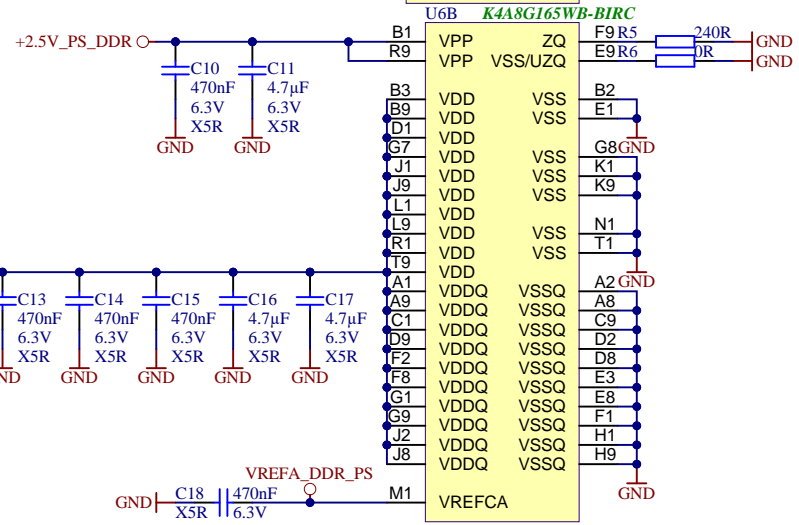 U6B K4A8G165WB-BIRC
+2.5V_PS_DDR B1 VPP ZQ F9 R5 240R GND
R9 VPP VSS/UZQ E9 R6 0R GND
C10 C11
470nF 4.7µF
6.3V 6.3V
X5R X5R
GND GND
B3 VDD VSS B2
B9 VDD VSS E1
D1 VDD GND
G7 VDD VSS G8
J1 VDD VSS K1
J9 VDD VSS K9
L1 VDD
L9 VDD VSS N1
R1 VDD VSS T1
T9 VDD GND
A1 VDDQ VSSQ A2
A9 VDDQ VSSQ A8
C1 VDDQ VSSQ C9
D9 VDDQ VSSQ D2
F2 VDDQ VSSQ D8
F8 VDDQ VSSQ E3
G1 VDDQ VSSQ E8
G9 VDDQ VSSQ F1
J2 VDDQ VSSQ H1
J8 VDDQ VSSQ H9
GND
C13 C14 C15 C16 C17
470nF 470nF 470nF 4.7µF 4.7µF
6.3V 6.3V 6.3V 6.3V 6.3V
X5R X5R X5R X5R X5R
ND GND GND GND GND
VREFA_DDR_PS
GND C18 470nF M1 VREFCA
X5R 6.3V